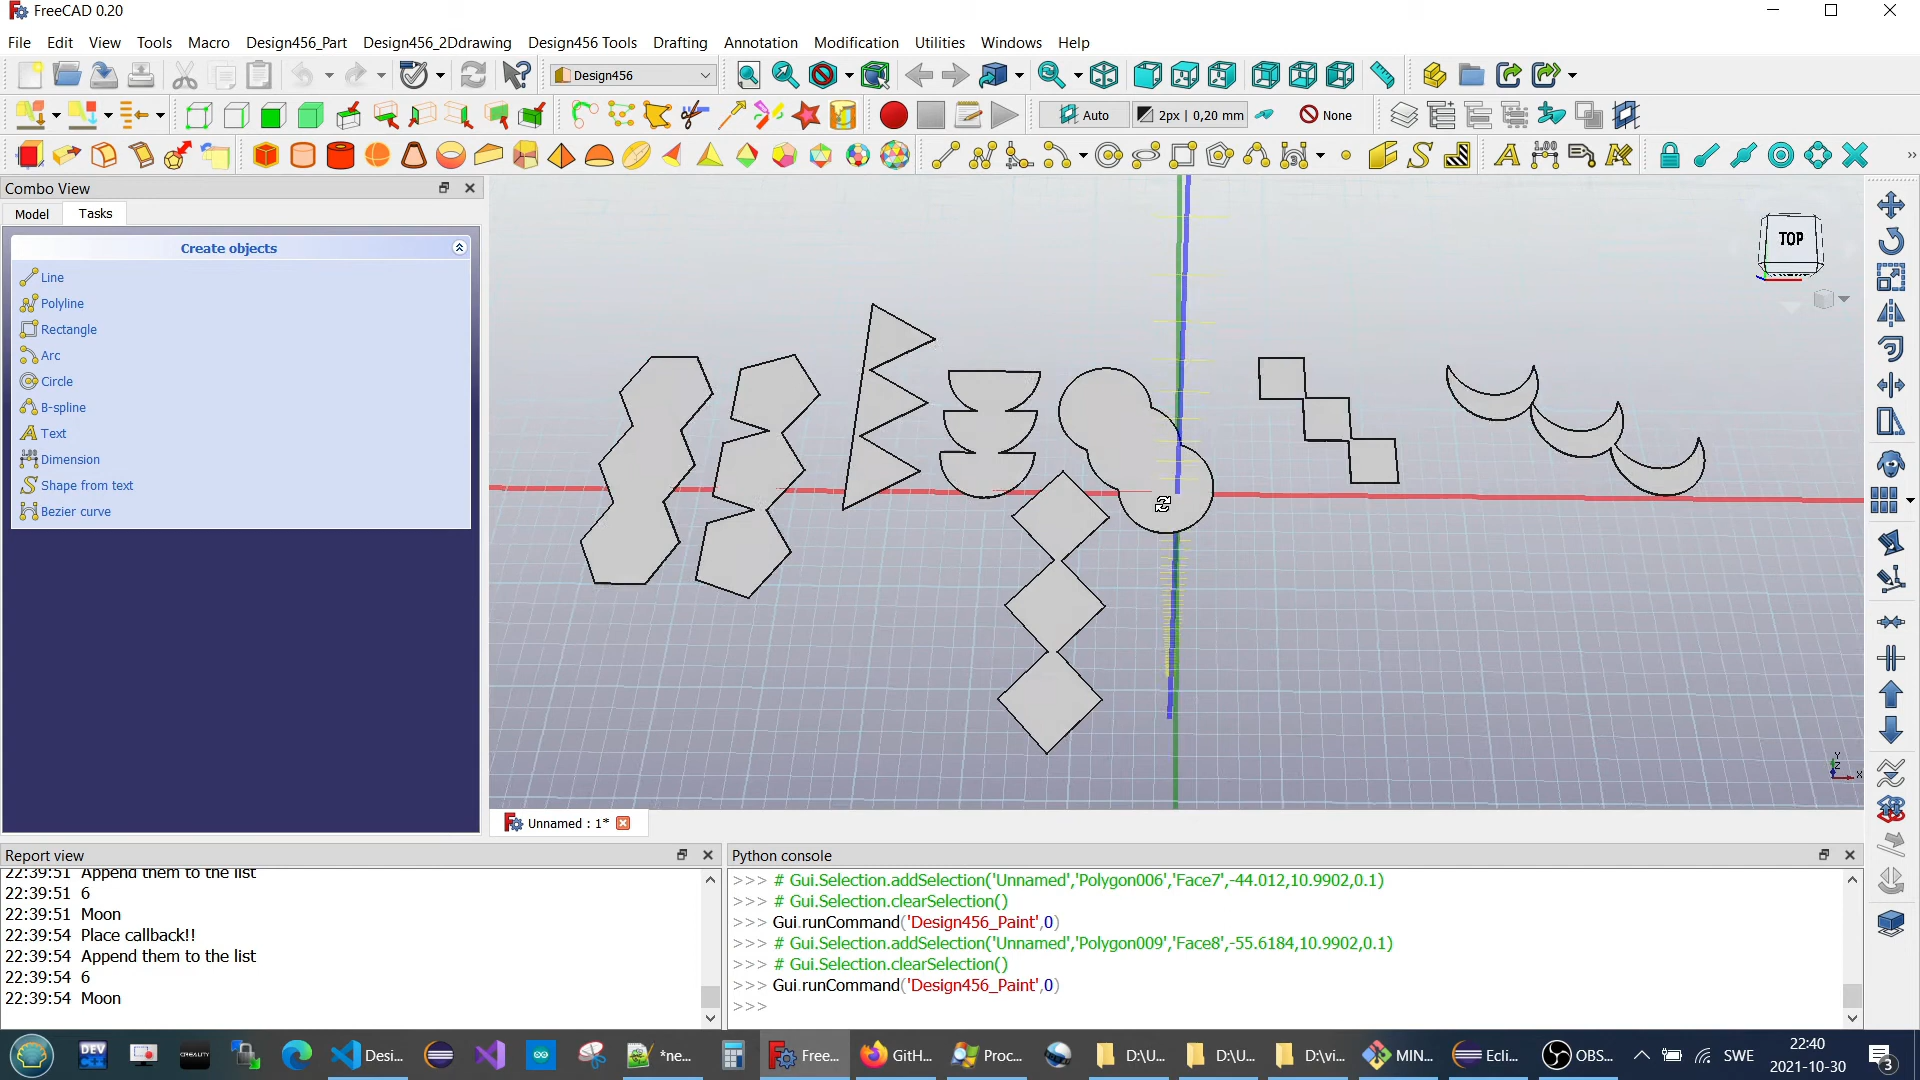 FreeCAD 0.20
File Edit View Tools Macro Design456_Part Design456_2Ddrawing Design456 Tools Drafting Annotation Modification Utilities Windows Help
Design456
Auto 2px | 0,20 mm None
1.00
Combo View
Model Tasks
Create objects
Line
Polyline
Rectangle
Arc
Circle
B-spline
Text
Dimension
Shape from text
Bezier curve
TOP
Y
Z
X
Unnamed : 1*
Report view
22:39:51 Append them to the list
22:39:51 6
22:39:51 Moon
22:39:54 Place callback!!
22:39:54 Append them to the list
22:39:54 6
22:39:54 Moon
Python console
>>> # Gui.Selection.addSelection('Unnamed','Polygon006','Face7',-44.012,10.9902,0.1)
>>> # Gui.Selection.clearSelection()
>>> Gui.runCommand('Design456_Paint',0)
>>> # Gui.Selection.addSelection('Unnamed','Polygon009','Face8',-55.6184,10.9902,0.1)
>>> # Gui.Selection.clearSelection()
>>> Gui.runCommand('Design456_Paint',0)
>>>
DEV CREALITY Desi... *ne... Free... GitH... Proc... D:\U... D:\U... D:\vi... MIN... Ecli... OBS... SWE
22:40
2021-10-30
3